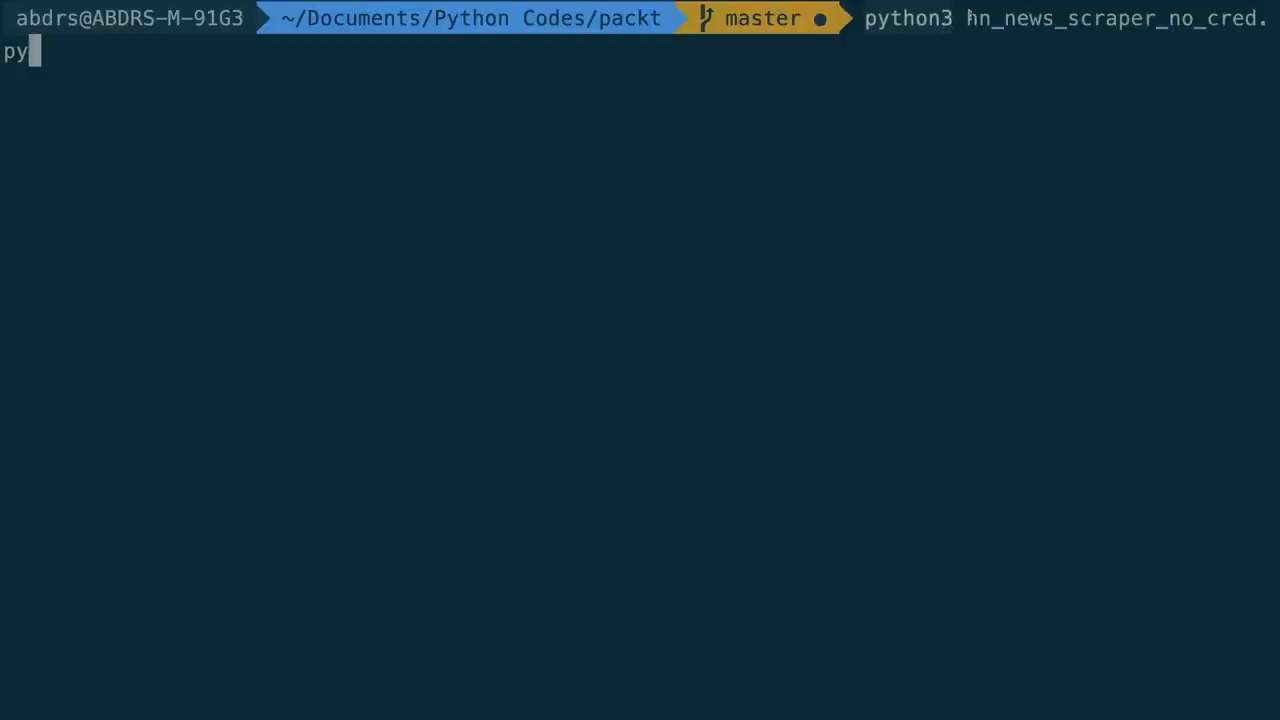 abdrs@ABDRS-M-91G3 ~/Documents/Python Codes/packt master ● python3 hn_news_scraper_no_cred.
py